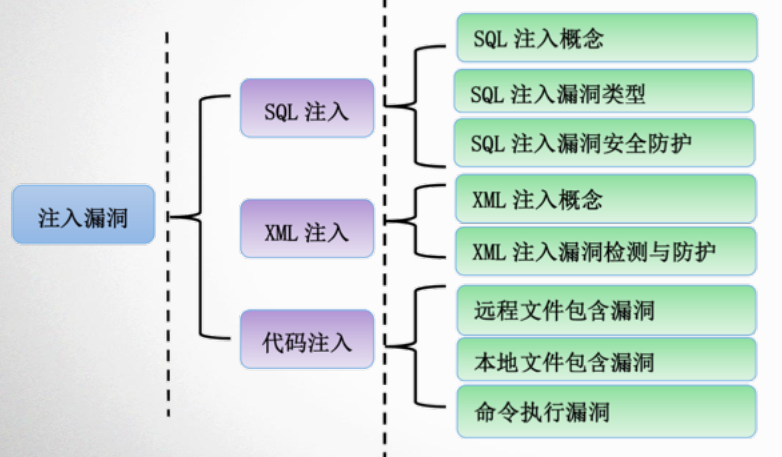 注入漏洞
SQL 注入
SQL 注入概念
SQL 注入漏洞类型
SQL 注入漏洞安全防护
XML 注入
XML 注入概念
XML 注入漏洞检测与防护
代码注入
远程文件包含漏洞
本地文件包含漏洞
命令执行漏洞